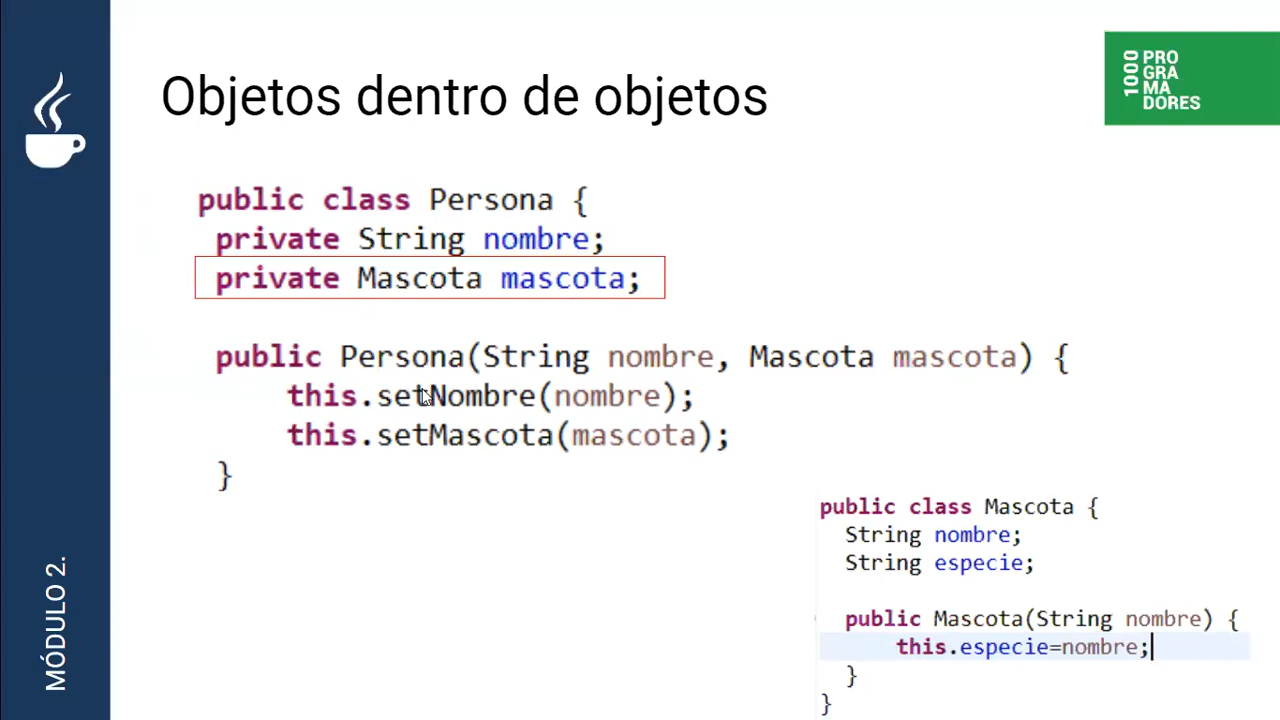 Objetos dentro de objetos
1000
PRO
GRA
MA
DORES
public class Persona {
private String nombre;
private Mascota mascota;
public Persona(String nombre, Mascota mascota) {
this.setNombre(nombre);
this.setMascota(mascota);
}
public class Mascota {
String nombre;
String especie;
public Mascota(String nombre) {
this.especie=nombre;
}
}
MÓDULO 2.